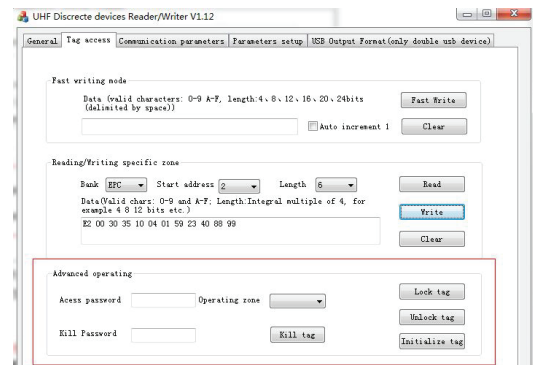 UHF Discrecte devices Reader/Writer V1.12
General Tag access Communication parameters Parameters setup USB Output Format(only double usb device)
Fast writing mode
Data (valid characters: 0-9 A-F, length:4、8、12、16、20、24bits
(delimited by space))
Fast Write
Auto increment 1
Clear
Reading/Writing specific zone
Bank EPC Start address 2 Length 6
Read
Data(Valid chars: 0-9 and A-F; Length:Integral multiple of 4, for
example 4 8 12 bits etc.)
Write
E2 00 30 35 10 04 01 59 23 40 88 99
Clear
Advanced operating
Acess password Operating zone
Lock tag
Unlock tag
Kill Password
Kill tag
Initialize tag